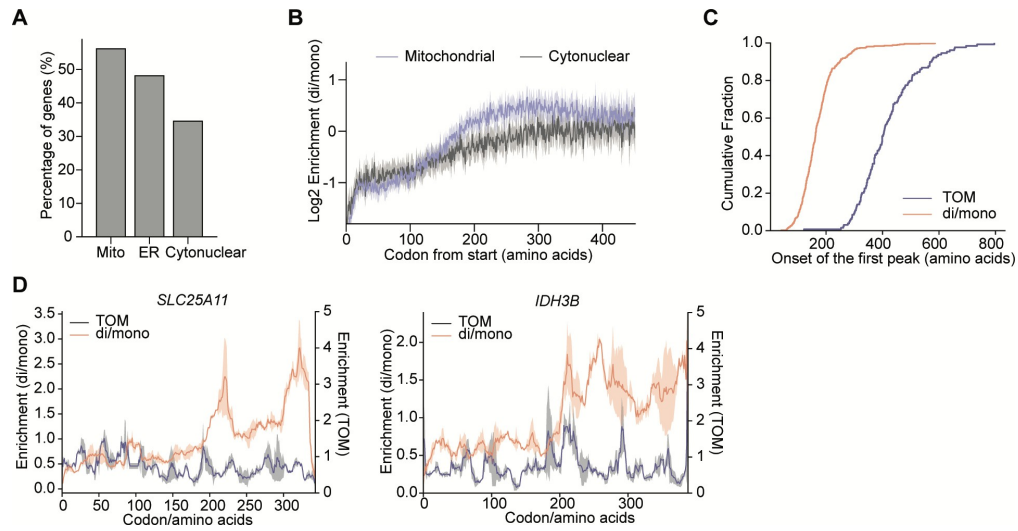 A
Percentage of genes (%)
50
40
30
20
10
0
Mito ER Cytonuclear
B
Mitochondrial Cytonuclear
Log2 Enrichment (di/mono)
1
0
-1
0 100 200 300 400
Codon from start (amino acids)
C
Cumulative Fraction
1.0
0.8
0.6
0.4
0.2
0.0
TOM
di/mono
200 400 600 800
Onset of the first peak (amino acids)
D
SLC25A11
TOM
di/mono
Enrichment (di/mono)
3.5
3.0
2.5
2.0
1.5
1.0
0.5
0.0
Enrichment (TOM)
5
4
3
2
1
0
0 50 100 150 200 250 300
Codon/amino acids
IDH3B
TOM
di/mono
Enrichment (di/mono)
2.0
1.5
1.0
0.5
0.0
Enrichment (TOM)
5
4
3
2
1
0
0 100 200 300
Codon/amino acids